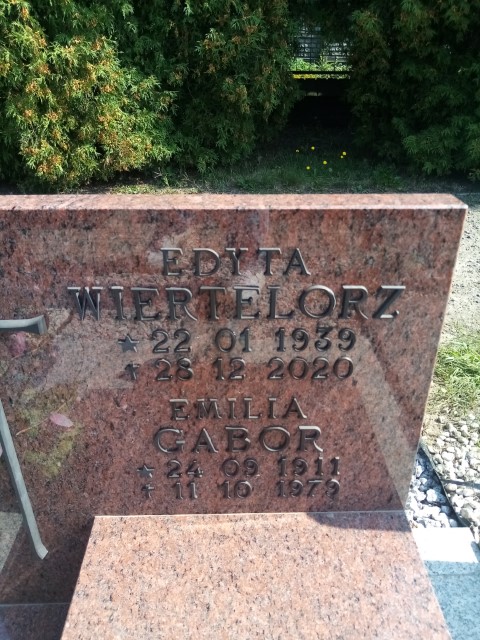 EDYTA
WIERTELORZ
* 22 01 1939
† 28 12 2020
EMILIA
GABOR
* 24 09 1911
† 11 10 1979